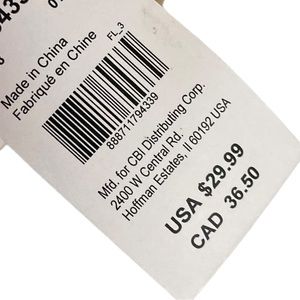 Made in China
Fabriqué en Chine
FL_3
888711794339
Mfd. for CBI Distributing Corp.
2400 W Central Rd.
Hoffman Estates, Il 60192 USA
USA $29.99
CAD 36.50